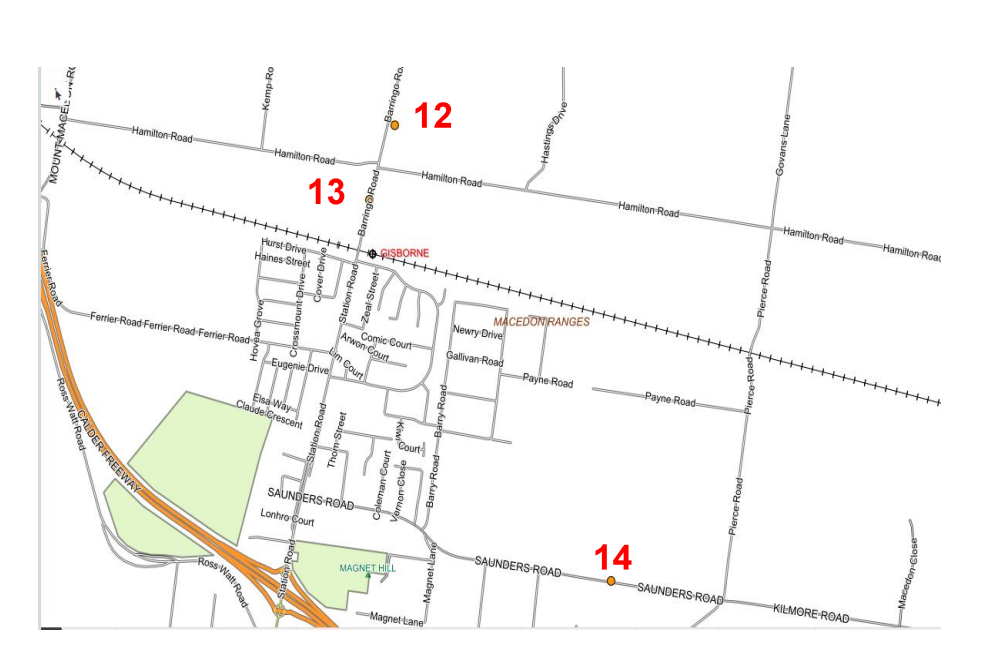 MOUNT-MACEDON-RO
Kemp-Ro
Barringo-Ro
12
Hastings-Drive
Govans-Lane
Hamilton-Road
Hamilton-Road
Hamilton-Road
Hamilton-Road
Hamilton-Road
Hamilton-Road
13
Barringo-Road
GISBORNE
Hurst-Drive
Haines-Street
Cover-Drive
Station-Road
Zeal-Street
Crossmount-Drive
Hovea-Grove
Ferrier-Road
Ferrier-Road-Ferrier-Road-Ferrier-Road
MACEDON RANGES
Newry-Drive
Comic-Court
Arwon-Court
Gallivan-Road
Eugenie-Drive
Payne-Road
Payne-Road
Pierce-Road
Pierce-Road
Pierce-Road
Elsa-Way
Claude-Crescent
Ross-Watt-Road
CALDER-FREEWAY
Station-Road
Thom-Street
Barry-Road
Court
Coleman-Court
Vernon-Close
Barry-Road
SAUNDERS-ROAD
Lonhro-Court
14
SAUNDERS-ROAD
SAUNDERS-ROAD
KILMORE-ROAD
MAGNET HILL
Ross-Watt-Road
Station-Road
Magnet-Lane
Magnet-Lane
Macedon-Close